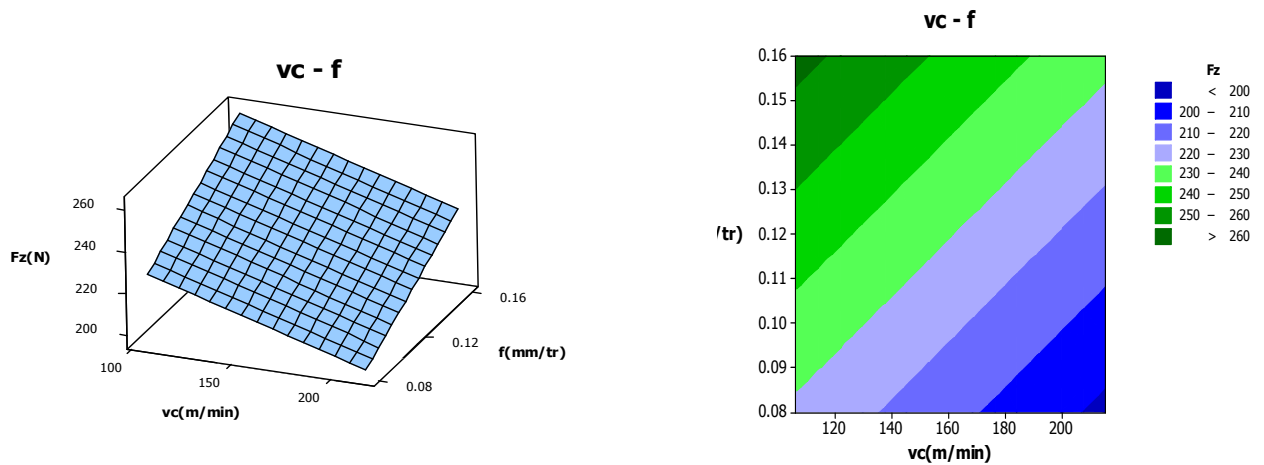 vc - f
260
240
Fz(N)
220
200
100
150
200
vc(m/min)
0.16
0.12
0.08
f(mm/tr)
vc - f
0.16
0.15
0.14
0.13
0.12
/tr)
0.11
0.10
0.09
0.08
120 140 160 180 200
vc(m/min)
Fz
< 200
200 – 210
210 – 220
220 – 230
230 – 240
240 – 250
250 – 260
> 260